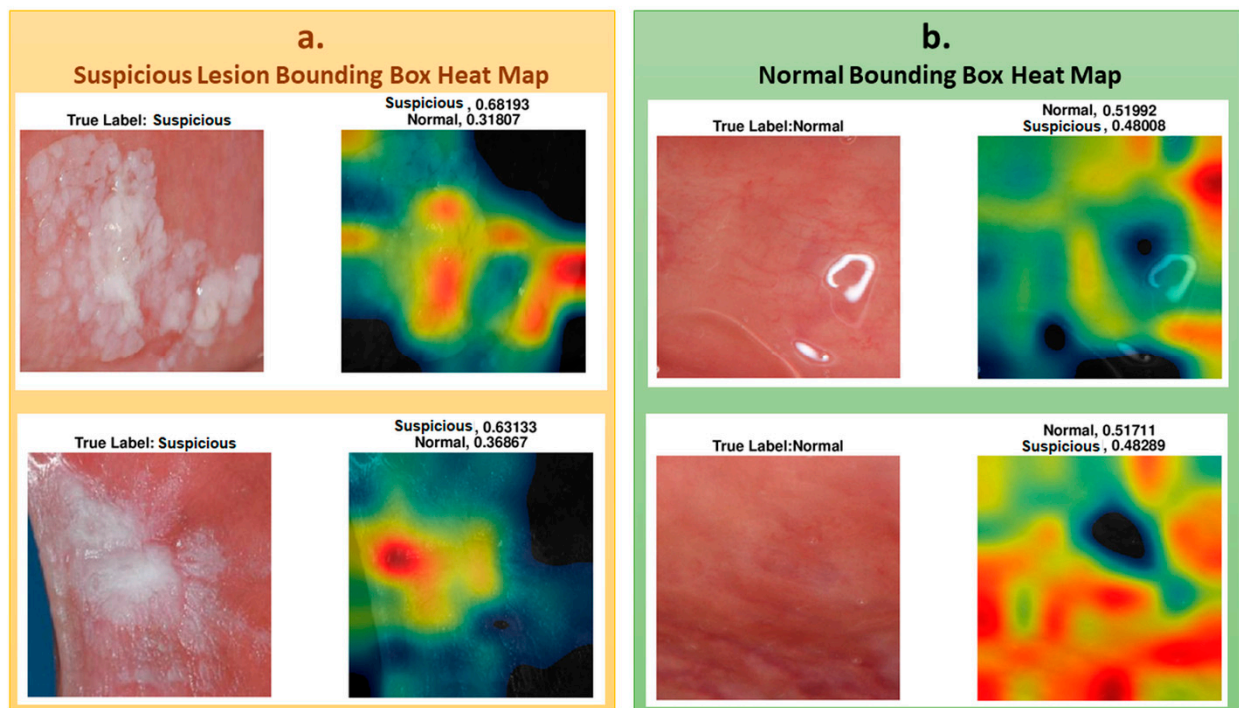 a.
Suspicious Lesion Bounding Box Heat Map
True Label: Suspicious
Suspicious , 0.68193
Normal, 0.31807
True Label: Suspicious
Suspicious , 0.63133
Normal, 0.36867
b.
Normal Bounding Box Heat Map
True Label:Normal
Normal, 0.51992
Suspicious , 0.48008
True Label:Normal
Normal, 0.51711
Suspicious , 0.48289